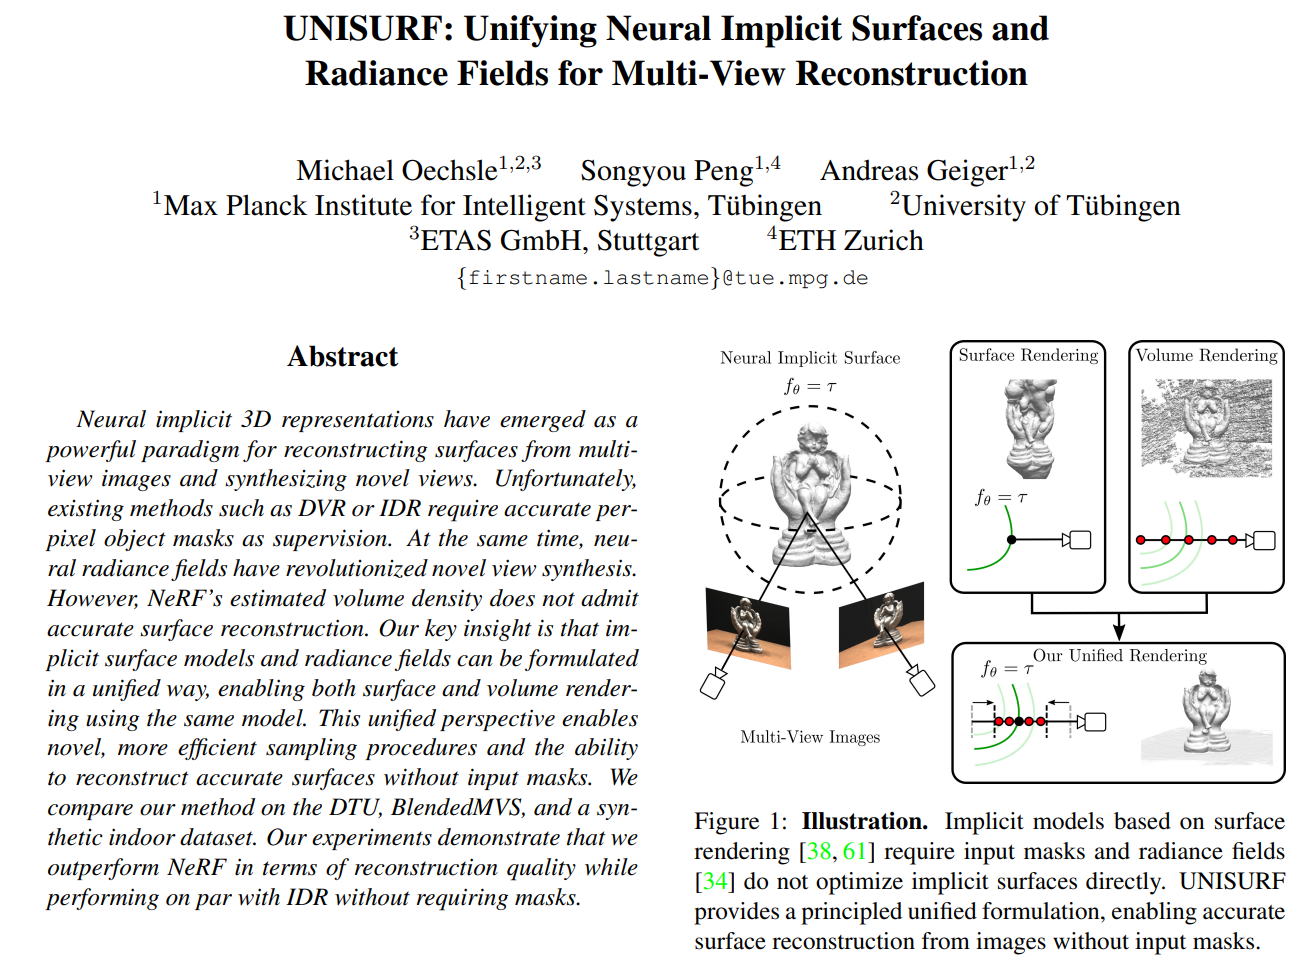 UNISURF: Unifying Neural Implicit Surfaces and
Radiance Fields for Multi-View Reconstruction
Michael Oechsle1,2,3 Songyou Peng1,4 Andreas Geiger1,2
1Max Planck Institute for Intelligent Systems, Tübingen 2University of Tübingen
3ETAS GmbH, Stuttgart 4ETH Zurich
{firstname.lastname}@tue.mpg.de
Abstract
Neural implicit 3D representations have emerged as a
powerful paradigm for reconstructing surfaces from multi-
view images and synthesizing novel views. Unfortunately,
existing methods such as DVR or IDR require accurate per-
pixel object masks as supervision. At the same time, neu-
ral radiance fields have revolutionized novel view synthesis.
However, NeRF's estimated volume density does not admit
accurate surface reconstruction. Our key insight is that im-
plicit surface models and radiance fields can be formulated
in a unified way, enabling both surface and volume render-
ing using the same model. This unified perspective enables
novel, more efficient sampling procedures and the ability
to reconstruct accurate surfaces without input masks. We
compare our method on the DTU, BlendedMVS, and a syn-
thetic indoor dataset. Our experiments demonstrate that we
outperform NeRF in terms of reconstruction quality while
performing on par with IDR without requiring masks.
Neural Implicit Surface
fθ = τ
Multi-View Images
Surface Rendering
fθ = τ
Volume Rendering
Our Unified Rendering
fθ = τ
Figure 1: Illustration. Implicit models based on surface
rendering [38, 61] require input masks and radiance fields
[34] do not optimize implicit surfaces directly. UNISURF
provides a principled unified formulation, enabling accurate
surface reconstruction from images without input masks.